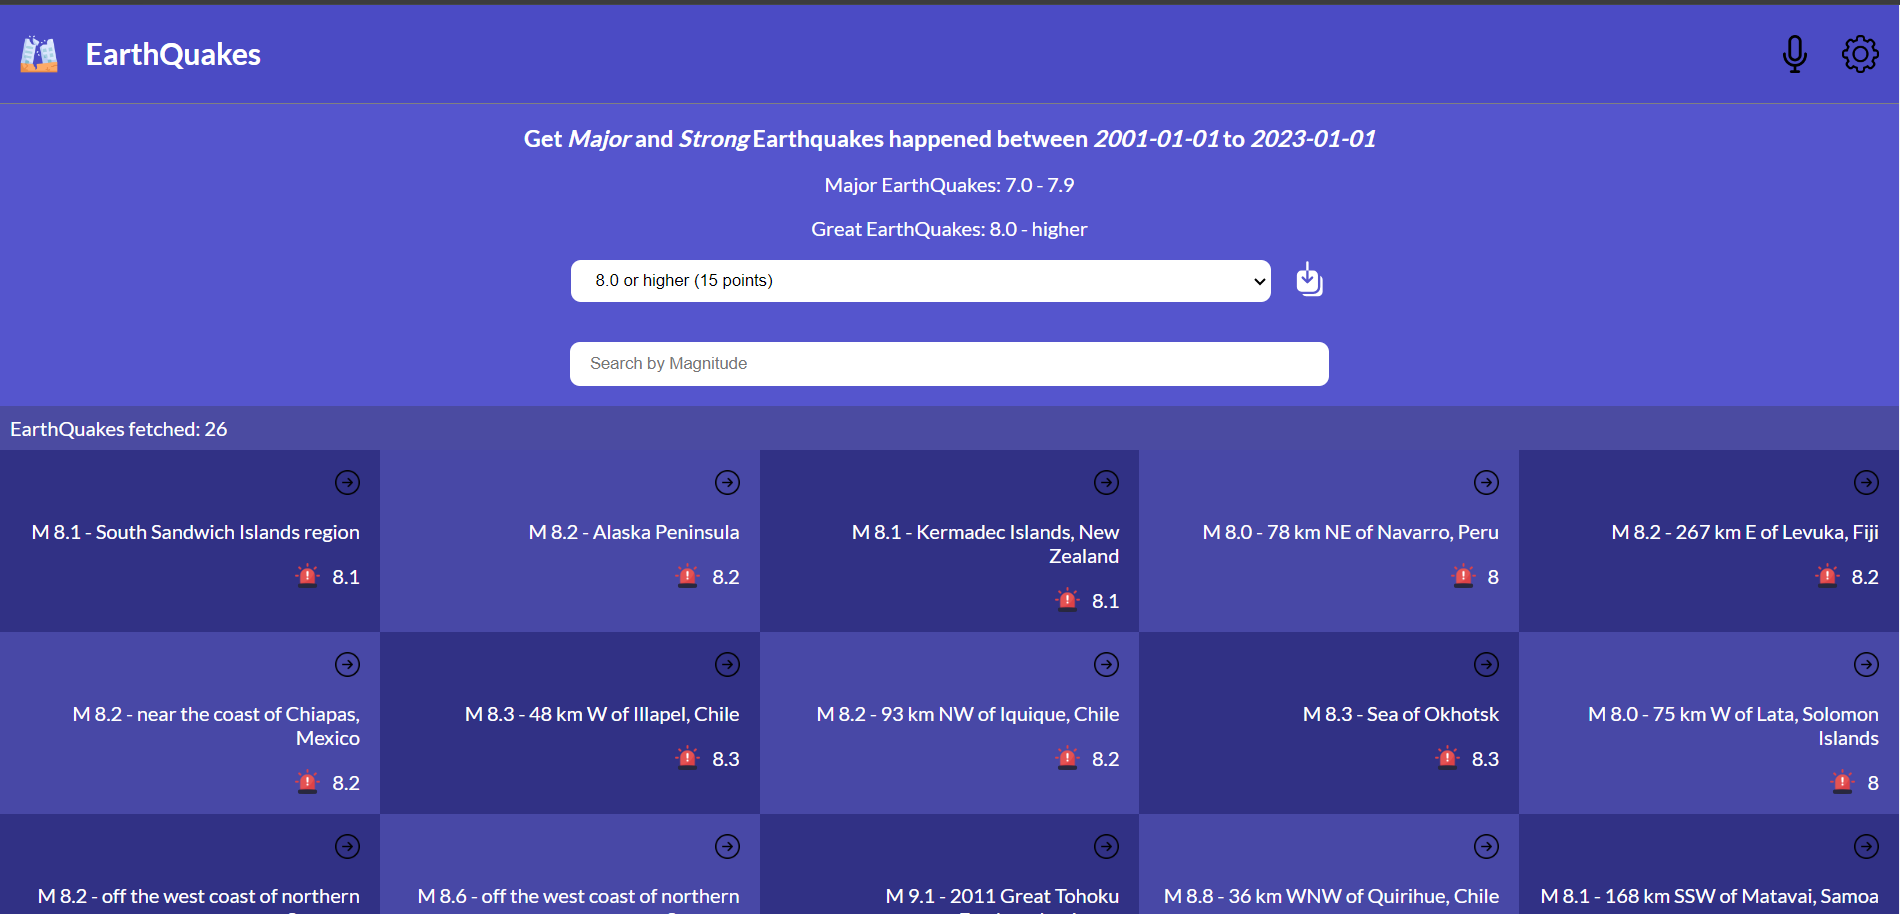 EarthQuakes
Get Major and Strong Earthquakes happened between 2001-01-01 to 2023-01-01
Major EarthQuakes: 7.0 - 7.9
Great EarthQuakes: 8.0 - higher
8.0 or higher (15 points)
Search by Magnitude
EarthQuakes fetched: 26
M 8.1 - South Sandwich Islands region
8.1
M 8.2 - Alaska Peninsula
8.2
M 8.1 - Kermadec Islands, New
Zealand
8.1
M 8.0 - 78 km NE of Navarro, Peru
8
M 8.2 - 267 km E of Levuka, Fiji
8.2
M 8.2 - near the coast of Chiapas,
Mexico
8.2
M 8.3 - 48 km W of Illapel, Chile
8.3
M 8.2 - 93 km NW of Iquique, Chile
8.2
M 8.3 - Sea of Okhotsk
8.3
M 8.0 - 75 km W of Lata, Solomon
Islands
8
M 8.2 - off the west coast of northern
M 8.6 - off the west coast of northern
M 9.1 - 2011 Great Tohoku
M 8.8 - 36 km WNW of Quirihue, Chile
M 8.1 - 168 km SSW of Matavai, Samoa